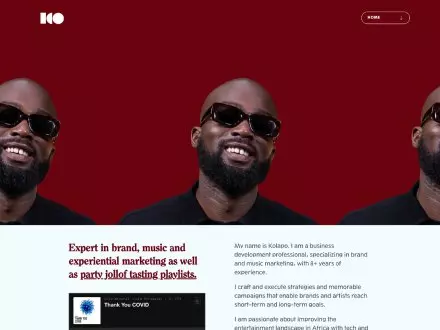 KO
HOME
Expert in brand, music and
experiential marketing as well
as party jollof tasting playlists.
My name is Kolapo. I am a business
development professional, specializing in brand
and music marketing, with 8+ years of
experience.
I craft and execute strategies and memorable
campaigns that enable brands and artists reach
short-term and long-term goals.
I am passionate about improving the
entertainment landscape in Africa with tech and
Thank You COVID